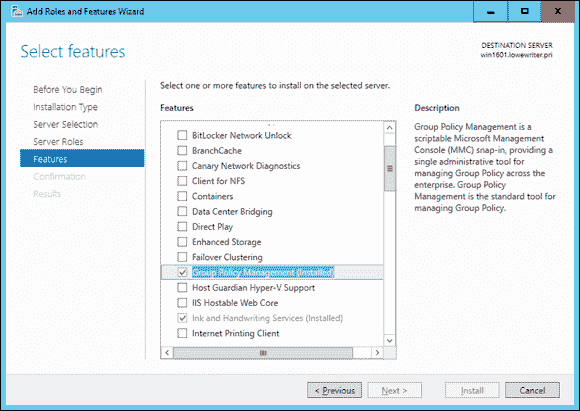 Add Roles and Features Wizard
Select features
DESTINATION SERVER
win1601.lowewriter.pri
Before You Begin
Installation Type
Server Selection
Server Roles
Features
Confirmation
Results
Select one or more features to install on the selected server.
Features
BitLocker Network Unlock
BranchCache
Canary Network Diagnostics
Client for NFS
Containers
Data Center Bridging
Direct Play
Enhanced Storage
Failover Clustering
Group Policy Management (Installed)
Host Guardian Hyper-V Support
IIS Hostable Web Core
Ink and Handwriting Services (Installed)
Internet Printing Client
Description
Group Policy Management is a
scriptable Microsoft Management
Console (MMC) snap-in, providing a
single administrative tool for
managing Group Policy across the
enterprise. Group Policy
Management is the standard tool for
managing Group Policy.
< Previous
Next >
Install
Cancel